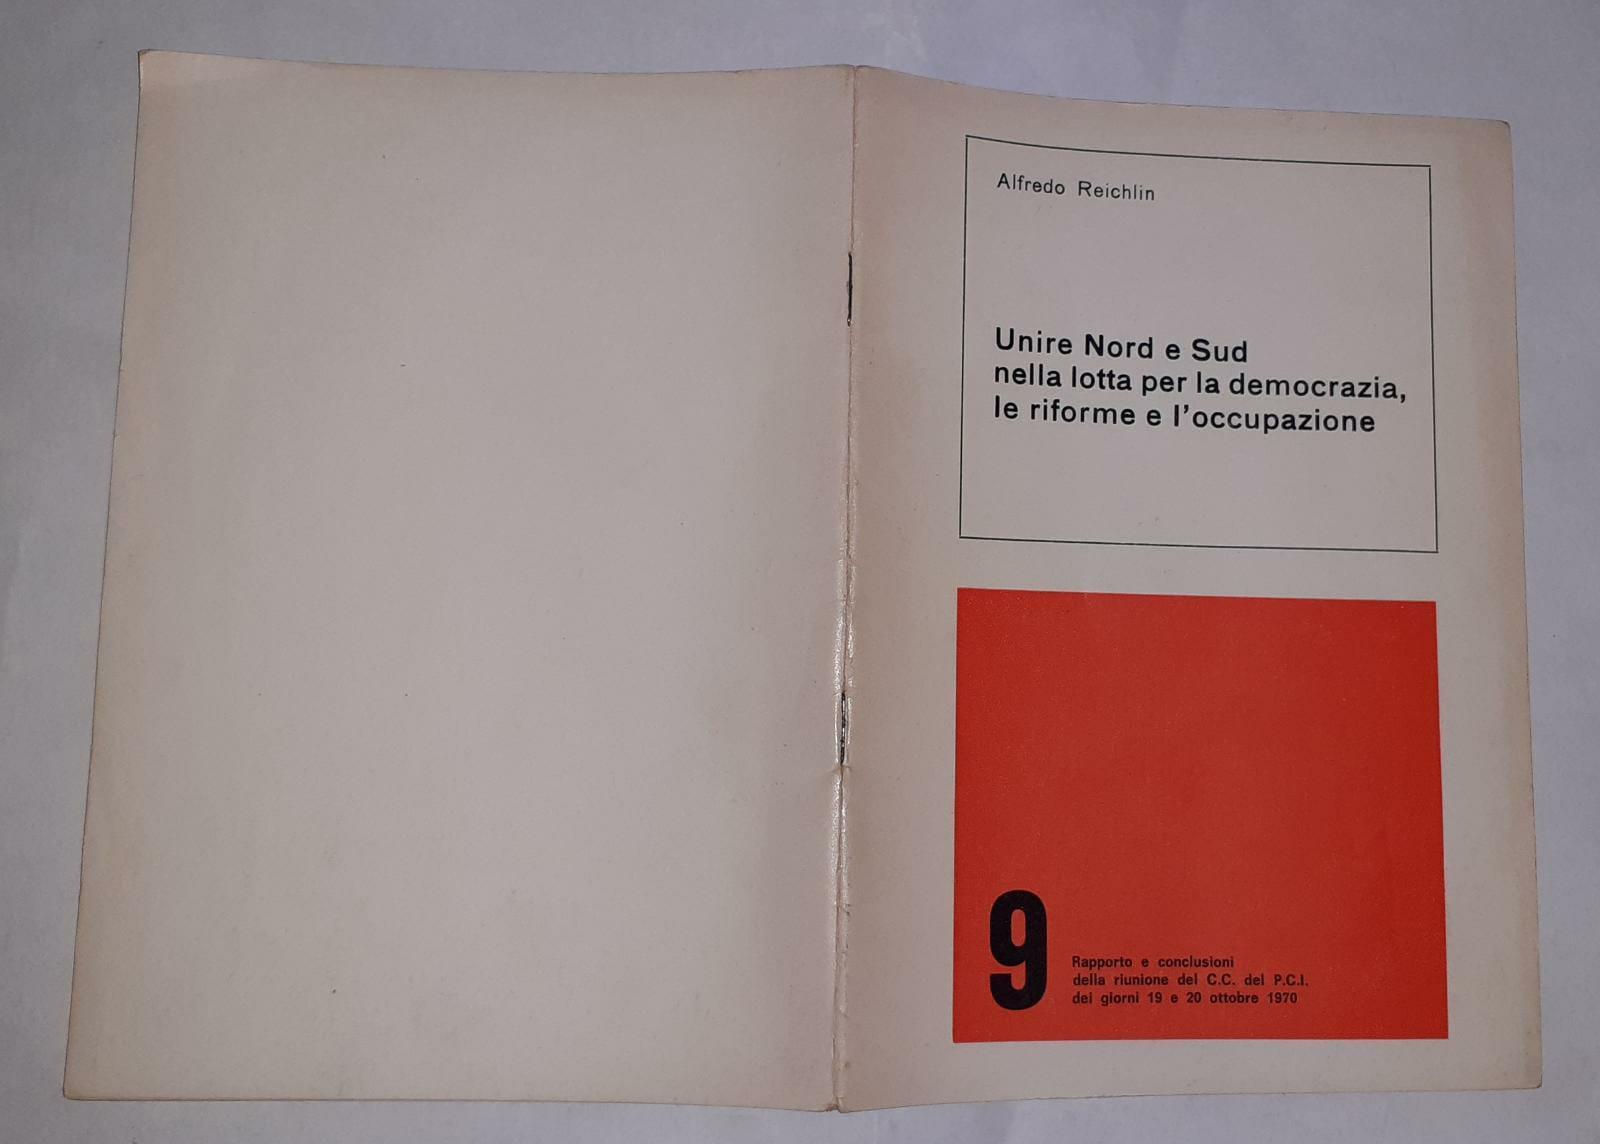 Alfredo Reichlin
Unire Nord e Sud
nella lotta per la democrazia,
le riforme e l'occupazione
9
Rapporto e conclusioni
della riunione del C.C. del P.C.I.
dei giorni 19 e 20 ottobre 1970